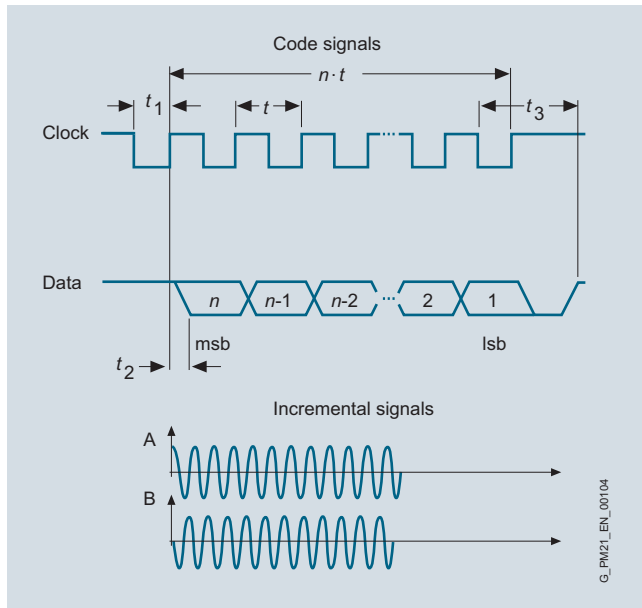 Code signals
n·t
t1 t t3
Clock
Data
n n-1 n-2 2 1
msb lsb
t2
Incremental signals
A
B
G_PM21_EN_00104